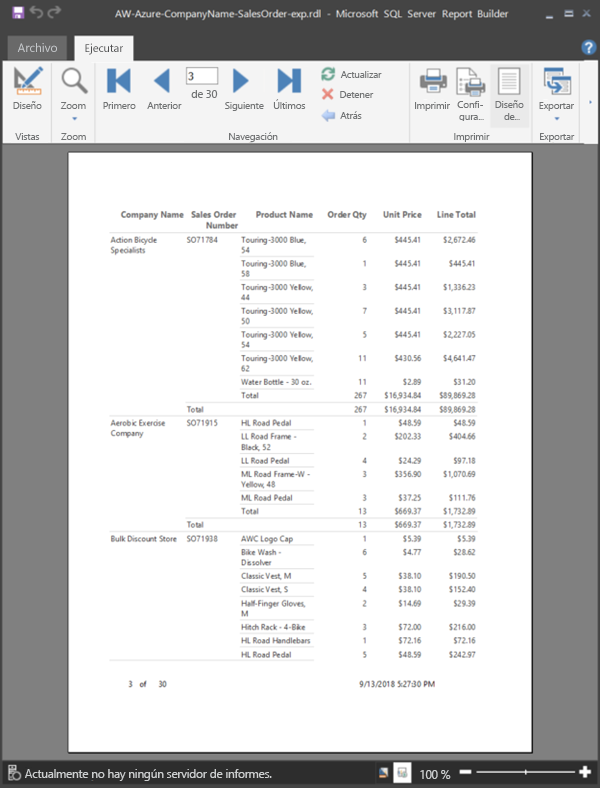 AW-Azure-CompanyName-SalesOrder-exp.rdl - Microsoft SQL Server Report Builder
Archivo Ejecutar
Diseño Zoom Primero Anterior 3 de 30 Siguiente Últimos Actualizar Detener Atrás Imprimir Confi-gura... Diseño de... Exportar
Vistas Zoom Navegación Imprimir Exportar
Company Name Sales Order Product Name Order Qty Unit Price Line Total
Number
Action Bicycle SO71784 Touring-3000 Blue, 6 $445.41 $2,672.46
Specialists 54
Touring-3000 Blue, 1 $445.41 $445.41
58
Touring-3000 Yellow, 3 $445.41 $1,336.23
44
Touring-3000 Yellow, 7 $445.41 $3,117.87
50
Touring-3000 Yellow, 5 $445.41 $2,227.05
54
Touring-3000 Yellow, 11 $430.56 $4,641.47
62
Water Bottle - 30 oz. 11 $2.89 $31.20
Total 267 $16,934.84 $89,869.28
Total 267 $16,934.84 $89,869.28
Aerobic Exercise SO71915 HL Road Pedal 1 $48.59 $48.59
Company LL Road Frame - 2 $202.33 $404.66
Black, 52
LL Road Pedal 4 $24.29 $97.18
ML Road Frame-W - 3 $356.90 $1,070.69
Yellow, 48
ML Road Pedal 3 $37.25 $111.76
Total 13 $669.37 $1,732.89
Total 13 $669.37 $1,732.89
Bulk Discount Store SO71938 AWC Logo Cap 1 $5.39 $5.39
Bike Wash - 6 $4.77 $28.62
Dissolver
Classic Vest, M 5 $38.10 $190.50
Classic Vest, S 4 $38.10 $152.40
Half-Finger Gloves, 2 $14.69 $29.39
M
Hitch Rack - 4-Bike 3 $72.00 $216.00
HL Road Handlebars 1 $72.16 $72.16
HL Road Pedal 5 $48.59 $242.97
3 of 30 9/13/2018 5:27:30 PM
Actualmente no hay ningún servidor de informes. 100 %